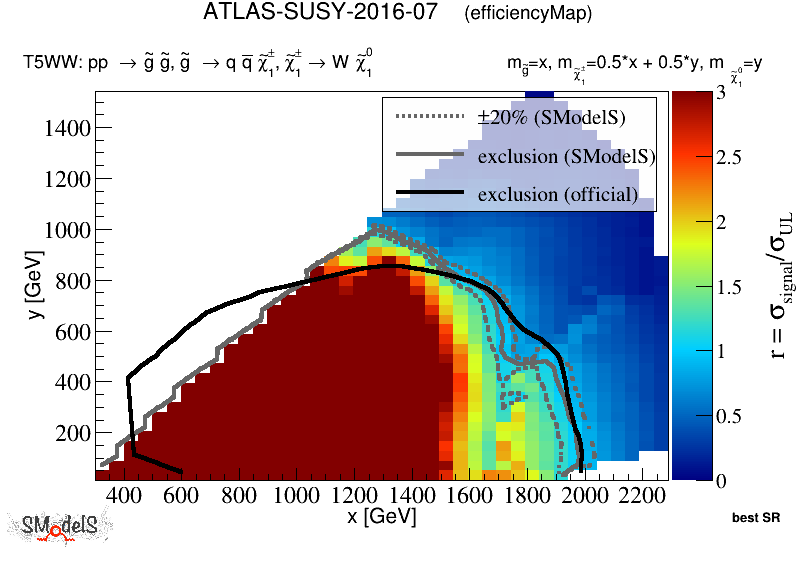 ATLAS-SUSY-2016-07 (efficiencyMap)
T5WW: pp → g̃ g̃, g̃ → q q̅ χ̃₁±, χ̃₁± → W χ̃₁⁰
m_g̃=x, m_χ̃₁±=0.5*x + 0.5*y, m_χ̃₁⁰=y
±20% (SModelS)
exclusion (SModelS)
exclusion (official)
1400
1200
1000
800
600
400
200
y [GeV]
400 600 800 1000 1200 1400 1600 1800 2000 2200
x [GeV]
3
2.5
2
1.5
1
0.5
0
r = σ_signal/σ_UL
SModelS
best SR